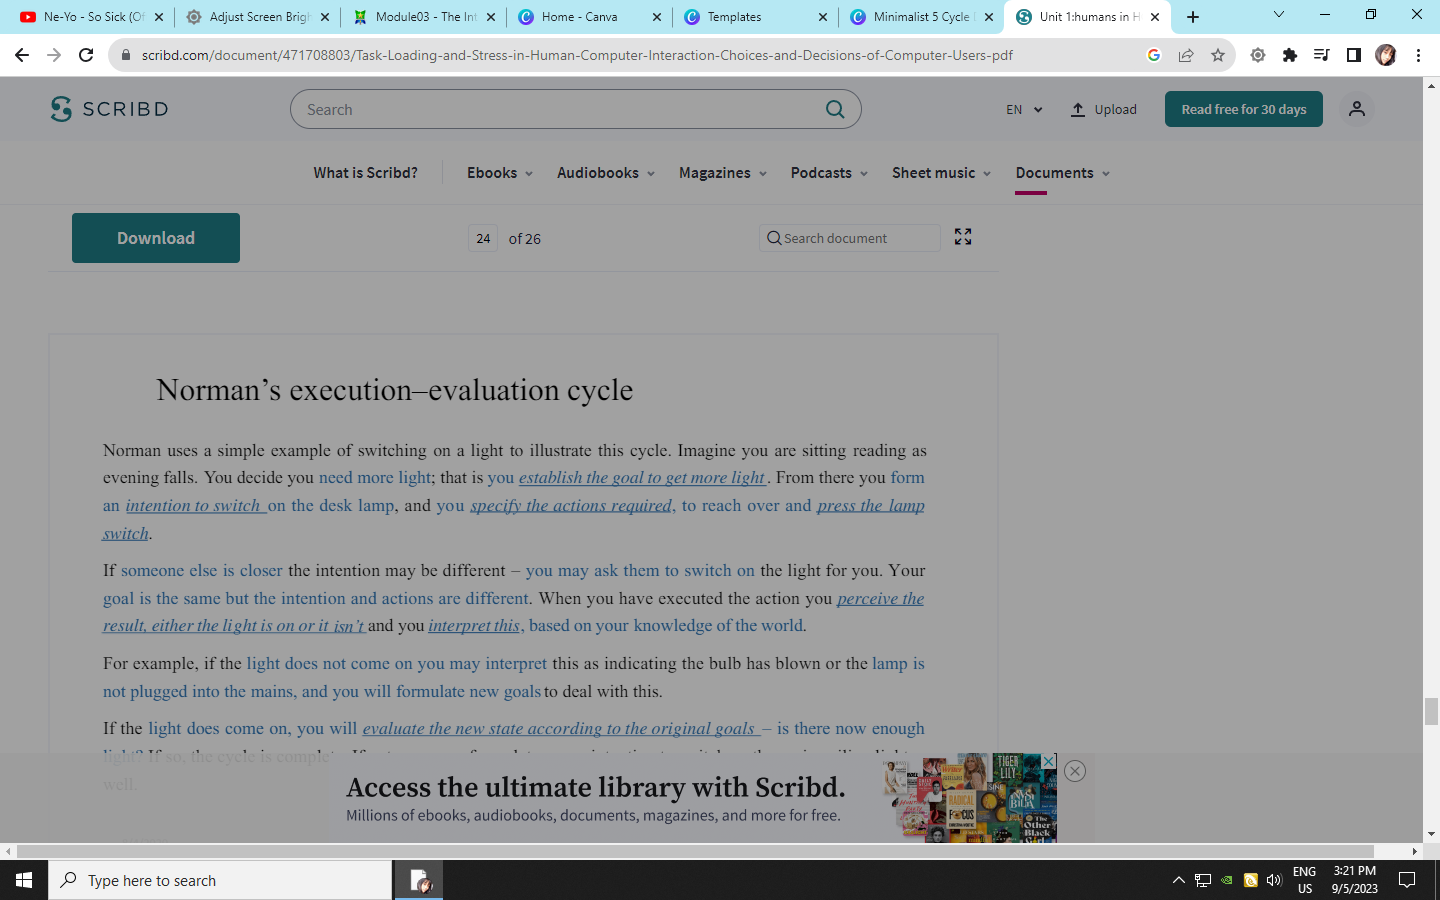 Ne-Yo - So Sick (Of
Adjust Screen Brigh
Module03 - The Int
Home - Canva
Templates
Minimalist 5 Cycle
Unit 1:humans in H
scribd.com/document/471708803/Task-Loading-and-Stress-in-Human-Computer-Interaction-Choices-and-Decisions-of-Computer-Users-pdf
SCRIBD
Search
EN
Upload
Read free for 30 days
What is Scribd?
Ebooks
Audiobooks
Magazines
Podcasts
Sheet music
Documents
Download
24 of 26
Search document
Norman’s execution–evaluation cycle
Norman uses a simple example of switching on a light to illustrate this cycle. Imagine you are sitting reading as
evening falls. You decide you need more light; that is you establish the goal to get more light. From there you form
an intention to switch on the desk lamp, and you specify the actions required, to reach over and press the lamp
switch.
If someone else is closer the intention may be different – you may ask them to switch on the light for you. Your
goal is the same but the intention and actions are different. When you have executed the action you perceive the
result, either the light is on or it isn’t and you interpret this, based on your knowledge of the world.
For example, if the light does not come on you may interpret this as indicating the bulb has blown or the lamp is
not plugged into the mains, and you will formulate new goals to deal with this.
If the light does come on, you will evaluate the new state according to the original goals – is there now enough
light? If so, the cycle is complete. If
well.
Access the ultimate library with Scribd.
Millions of ebooks, audiobooks, documents, magazines, and more for free.
TIGER LILY
RADICAL FOCUS
The Other Black Girl
Type here to search
ENG
US
3:21 PM
9/5/2023